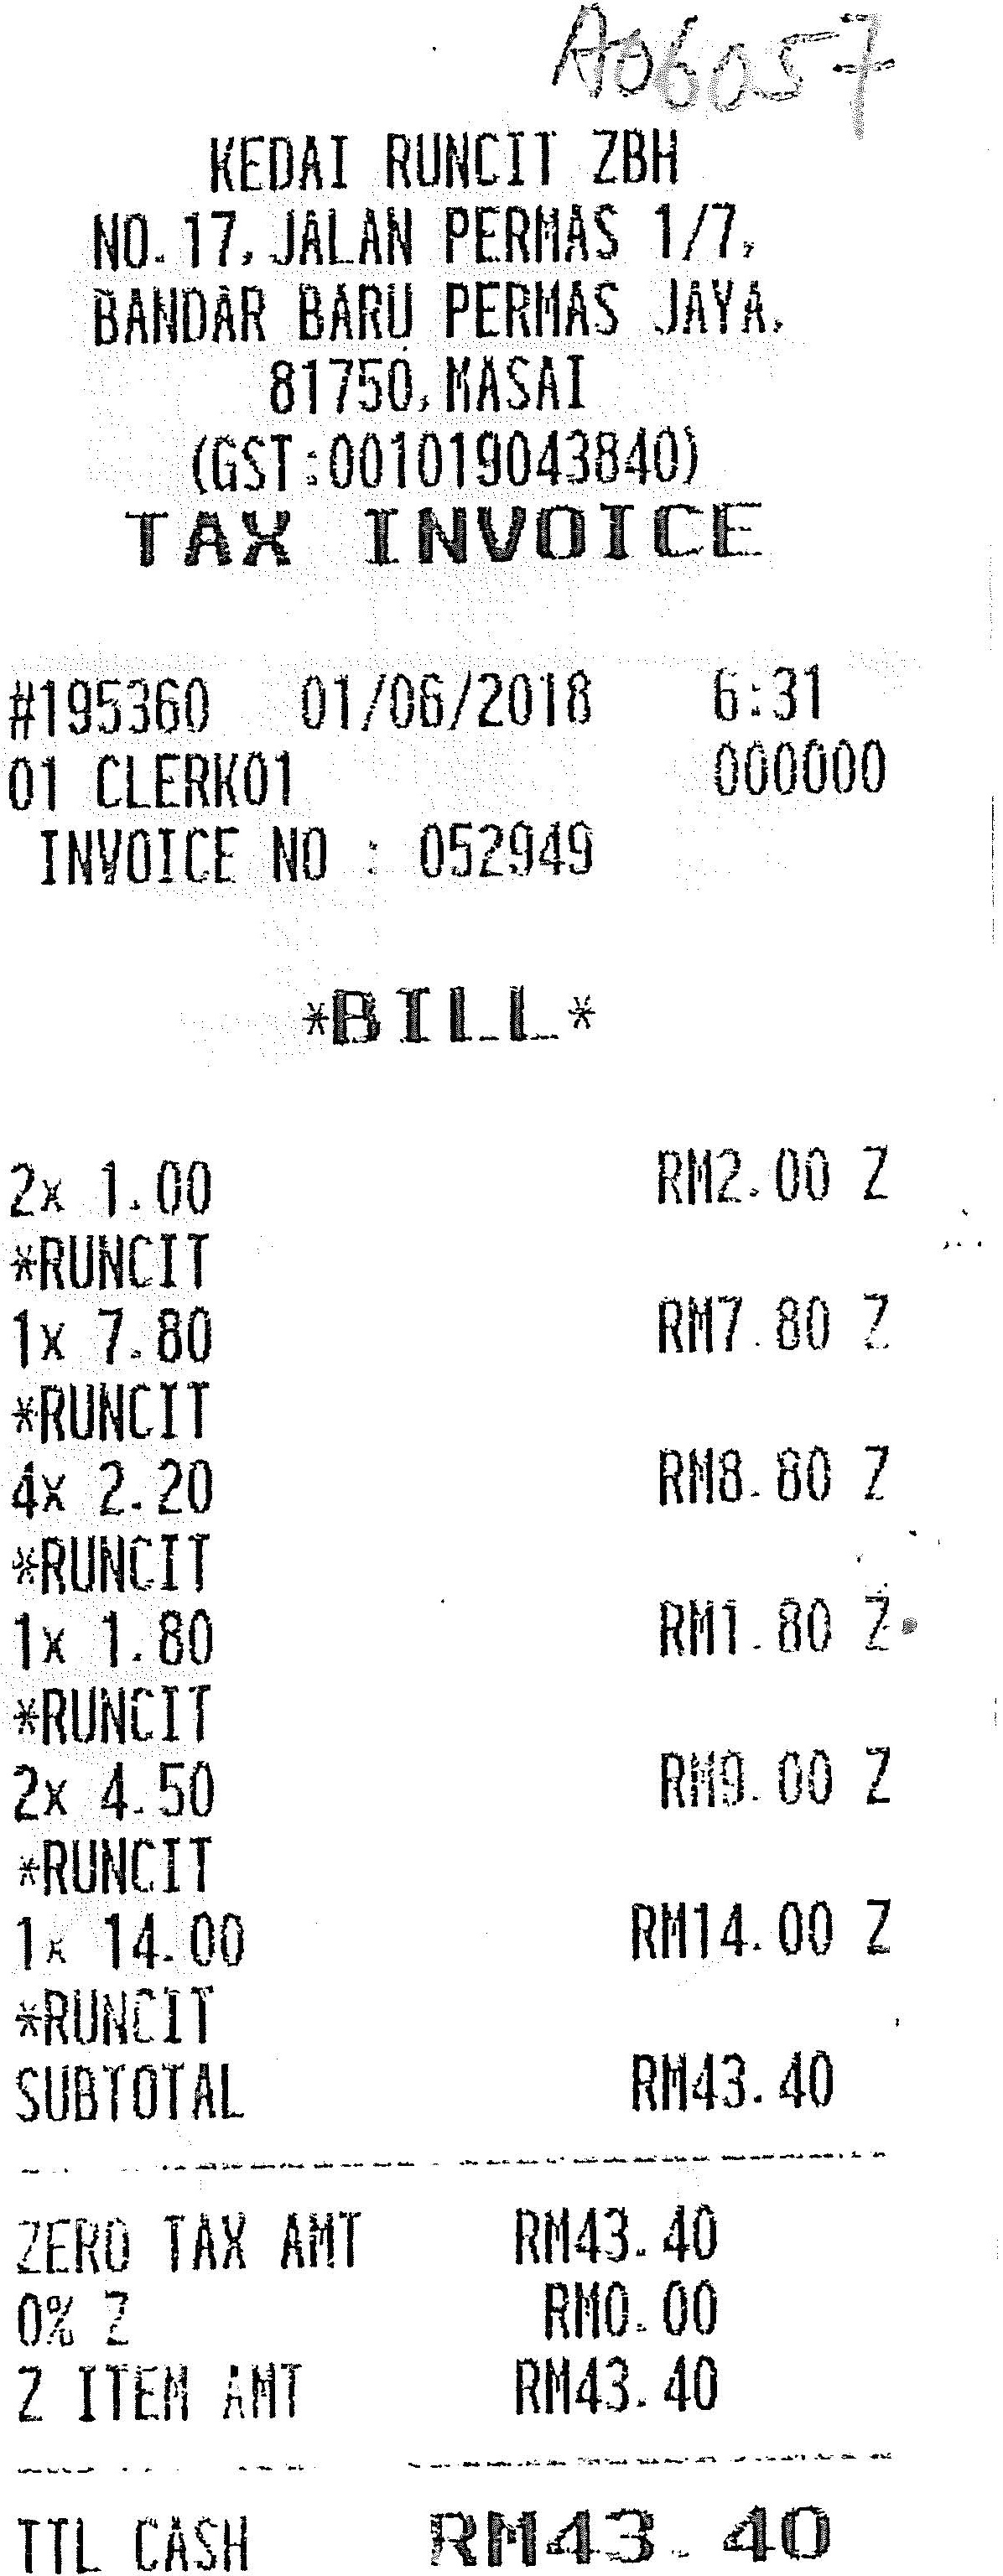 A06057
KEDAI RUNCIT ZBH
NO.17, JALAN PERMAS 1/7,
BANDAR BARU PERMAS JAYA,
81750, MASAI
(GST:001019043840)
TAX INVOICE
#195360 01/06/2018 6:31
01 CLERK01 000000
INVOICE NO : 052949
*BILL*
2x 1.00 RM2.00 Z
*RUNCIT
1x 7.80 RM7.80 Z
*RUNCIT
4x 2.20 RM8.80 Z
*RUNCIT
1x 1.80 RM1.80 Z
*RUNCIT
2x 4.50 RM9.00 Z
*RUNCIT
1x 14.00 RM14.00 Z
*RUNCIT
SUBTOTAL RM43.40
ZERO TAX AMT RM43.40
0% Z RM0.00
Z ITEM AMT RM43.40
TTL CASH RM43.40